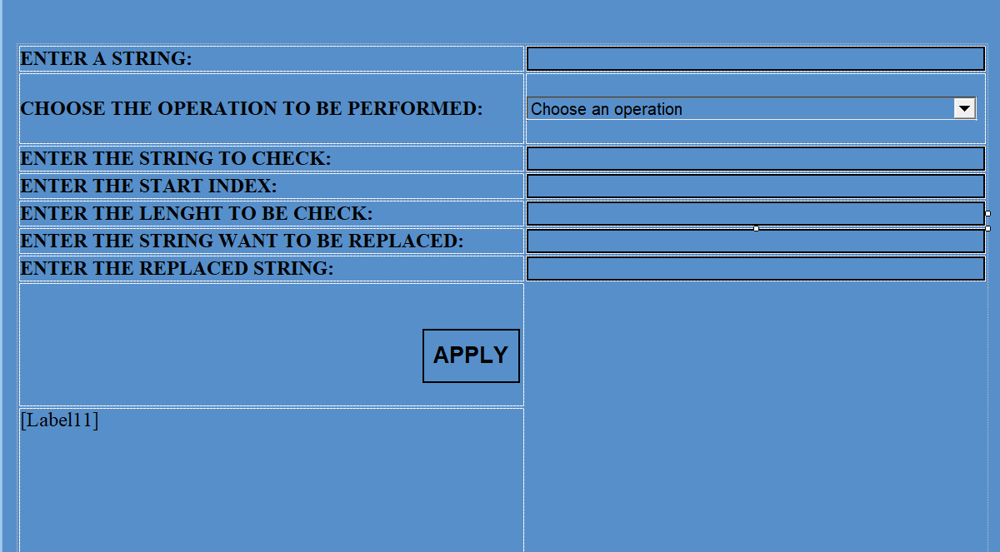 ENTER A STRING:
CHOOSE THE OPERATION TO BE PERFORMED:
Choose an operation
ENTER THE STRING TO CHECK:
ENTER THE START INDEX:
ENTER THE LENGHT TO BE CHECK:
ENTER THE STRING WANT TO BE REPLACED:
ENTER THE REPLACED STRING:
APPLY
[Label11]